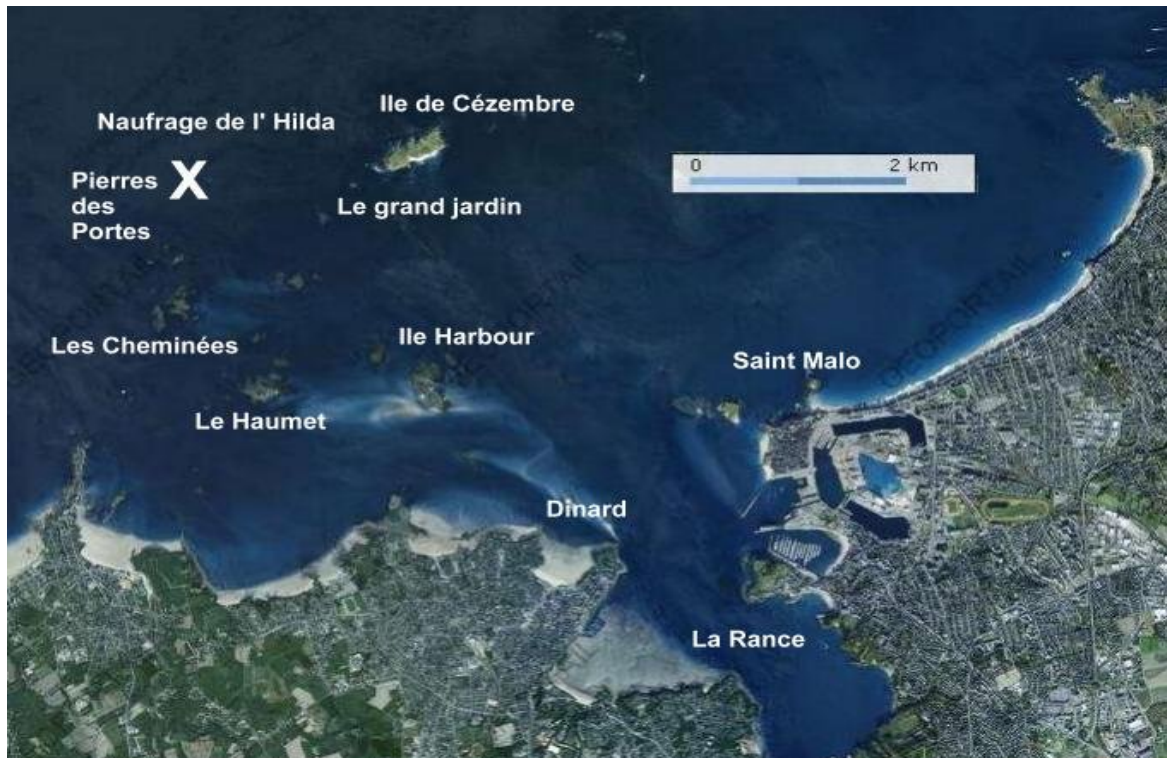 Ile de Cézembre
Naufrage de l' Hilda
0 2 km
Pierres
des
Portes
X
Le grand jardin
Ile Harbour
Les Cheminées
Saint Malo
Le Haumet
Dinard
La Rance
GEOPORTAIL